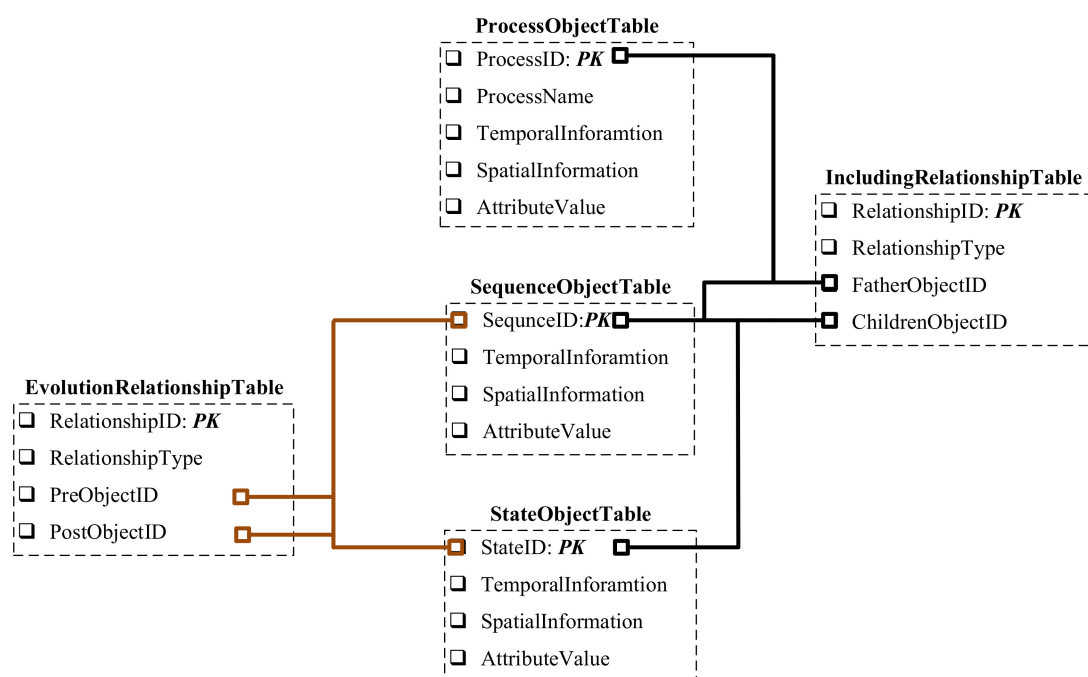 ProcessObjectTable
ProcessID: PK
ProcessName
TemporalInforamtion
SpatialInformation
AttributeValue
IncludingRelationshipTable
RelationshipID: PK
RelationshipType
FatherObjectID
ChildrenObjectID
SequenceObjectTable
SequnceID:PK
TemporalInforamtion
SpatialInformation
AttributeValue
EvolutionRelationshipTable
RelationshipID: PK
RelationshipType
PreObjectID
PostObjectID
StateObjectTable
StateID: PK
TemporalInforamtion
SpatialInformation
AttributeValue